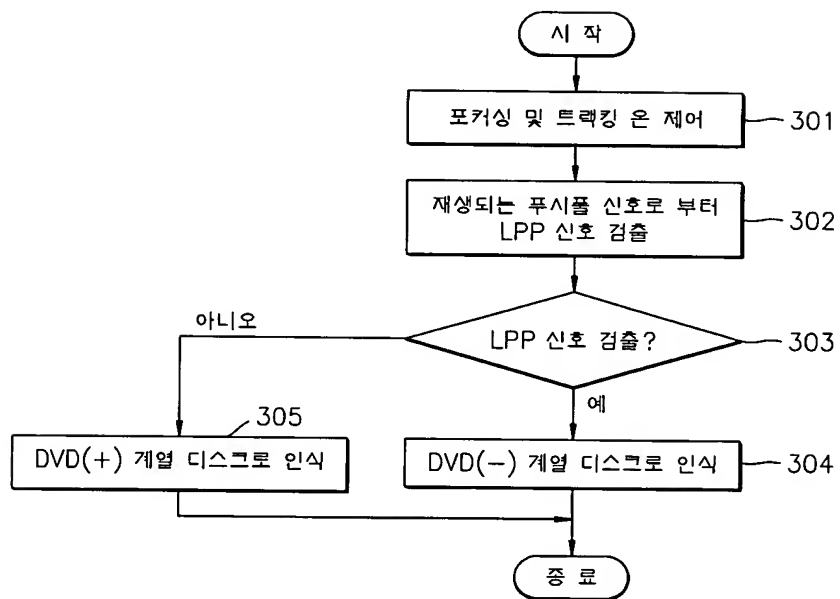 시 작
포커싱 및 트랙킹 온 제어
301
재생되는 푸시풀 신호로 부터
LPP 신호 검출
302
LPP 신호 검출?
303
아니오
예
305
DVD(+) 계열 디스크로 인식
DVD(-) 계열 디스크로 인식
304
종 료